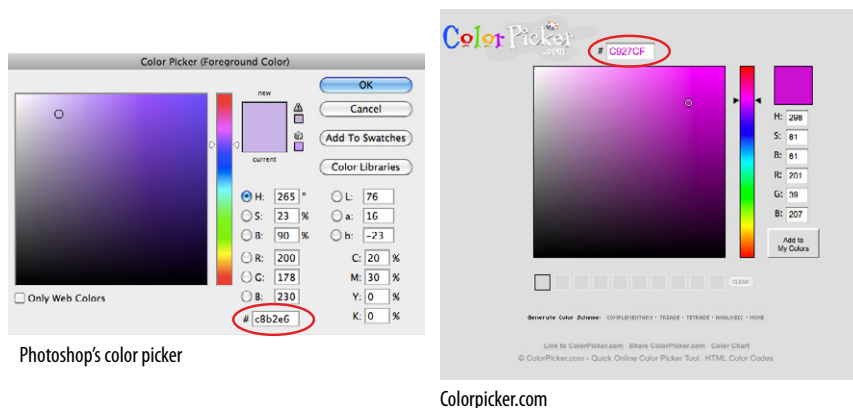 Color Picker (Foreground Color)
new
current
OK
Cancel
Add To Swatches
Color Libraries
H: 265 °
S: 23 %
B: 90 %
R: 200
G: 178
B: 230
# c8b2e6
L: 76
a: 16
b: -23
C: 20 %
M: 30 %
Y: 0 %
K: 0 %
Only Web Colors
Photoshop's color picker
ColorPicker
.com
# C927CF
H: 298
S: 81
B: 81
R: 201
G: 39
B: 207
Add to
My Colors
CLEAR
Generate Color Scheme: COMPLEMENTARY · TRIADE · TETRADE · ANALOGIC · MONE
Link to ColorPicker.com Share ColorPicker.com Color Chart
© ColorPicker.com - Quick Online Color Picker Tool. HTML Color Codes
Colorpicker.com